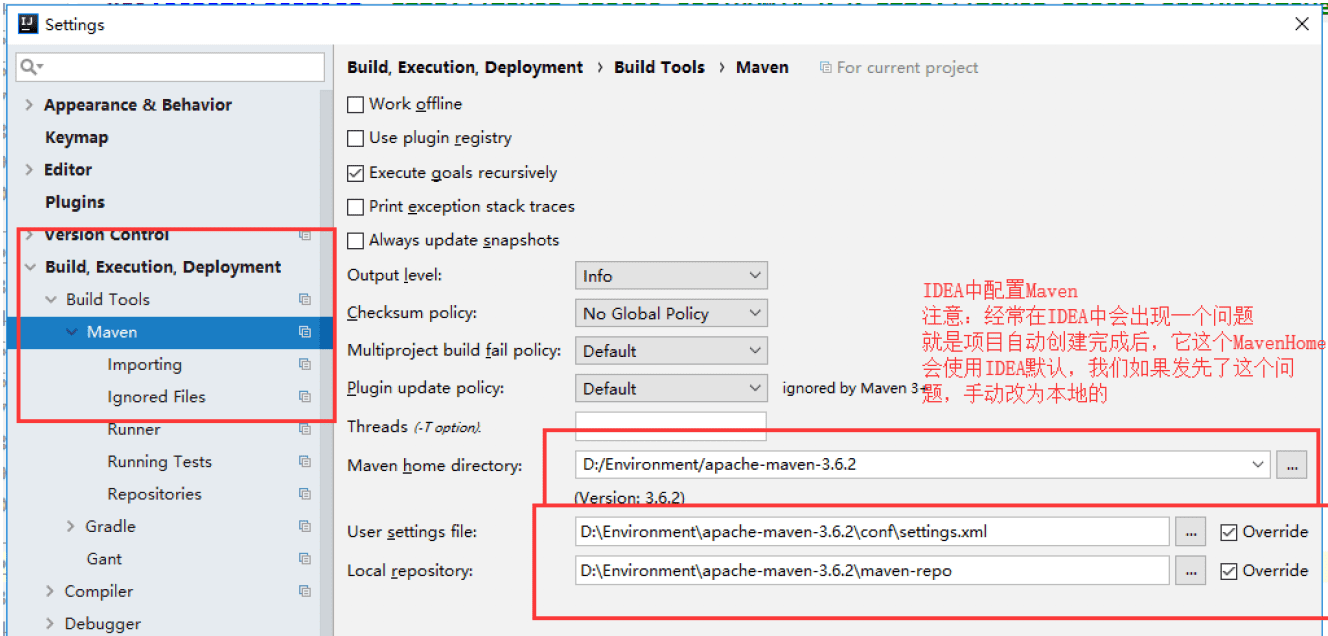 Settings
Build, Execution, Deployment › Build Tools › Maven For current project
Appearance & Behavior
Keymap
Editor
Plugins
Version Control
Build, Execution, Deployment
Build Tools
Maven
Importing
Ignored Files
Runner
Running Tests
Repositories
Gradle
Gant
Compiler
Debugger
Work offline
Use plugin registry
Execute goals recursively
Print exception stack traces
Always update snapshots
Output level: Info
Checksum policy: No Global Policy
Multiproject build fail policy: Default
Plugin update policy: Default ignored by Maven 3+
Threads (-T option):
Maven home directory: D:/Environment/apache-maven-3.6.2 ...
(Version: 3.6.2)
User settings file: D:\Environment\apache-maven-3.6.2\conf\settings.xml ... Override
Local repository: D:\Environment\apache-maven-3.6.2\maven-repo ... Override
IDEA中配置Maven
注意：经常在IDEA中会出现一个问题
就是项目自动创建完成后，它这个MavenHome
会使用IDEA默认，我们如果发先了这个问
题，手动改为本地的